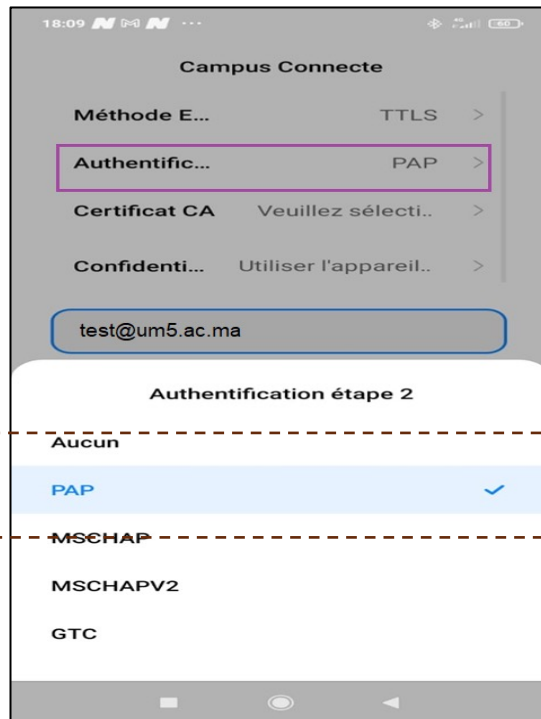 18:09
Campus Connecte
Méthode E... TTLS
Authentific... PAP
Certificat CA Veuillez sélecti..
Confidenti... Utiliser l'appareil..
test@um5.ac.ma
Authentification étape 2
Aucun
PAP
MSCHAP
MSCHAPV2
GTC